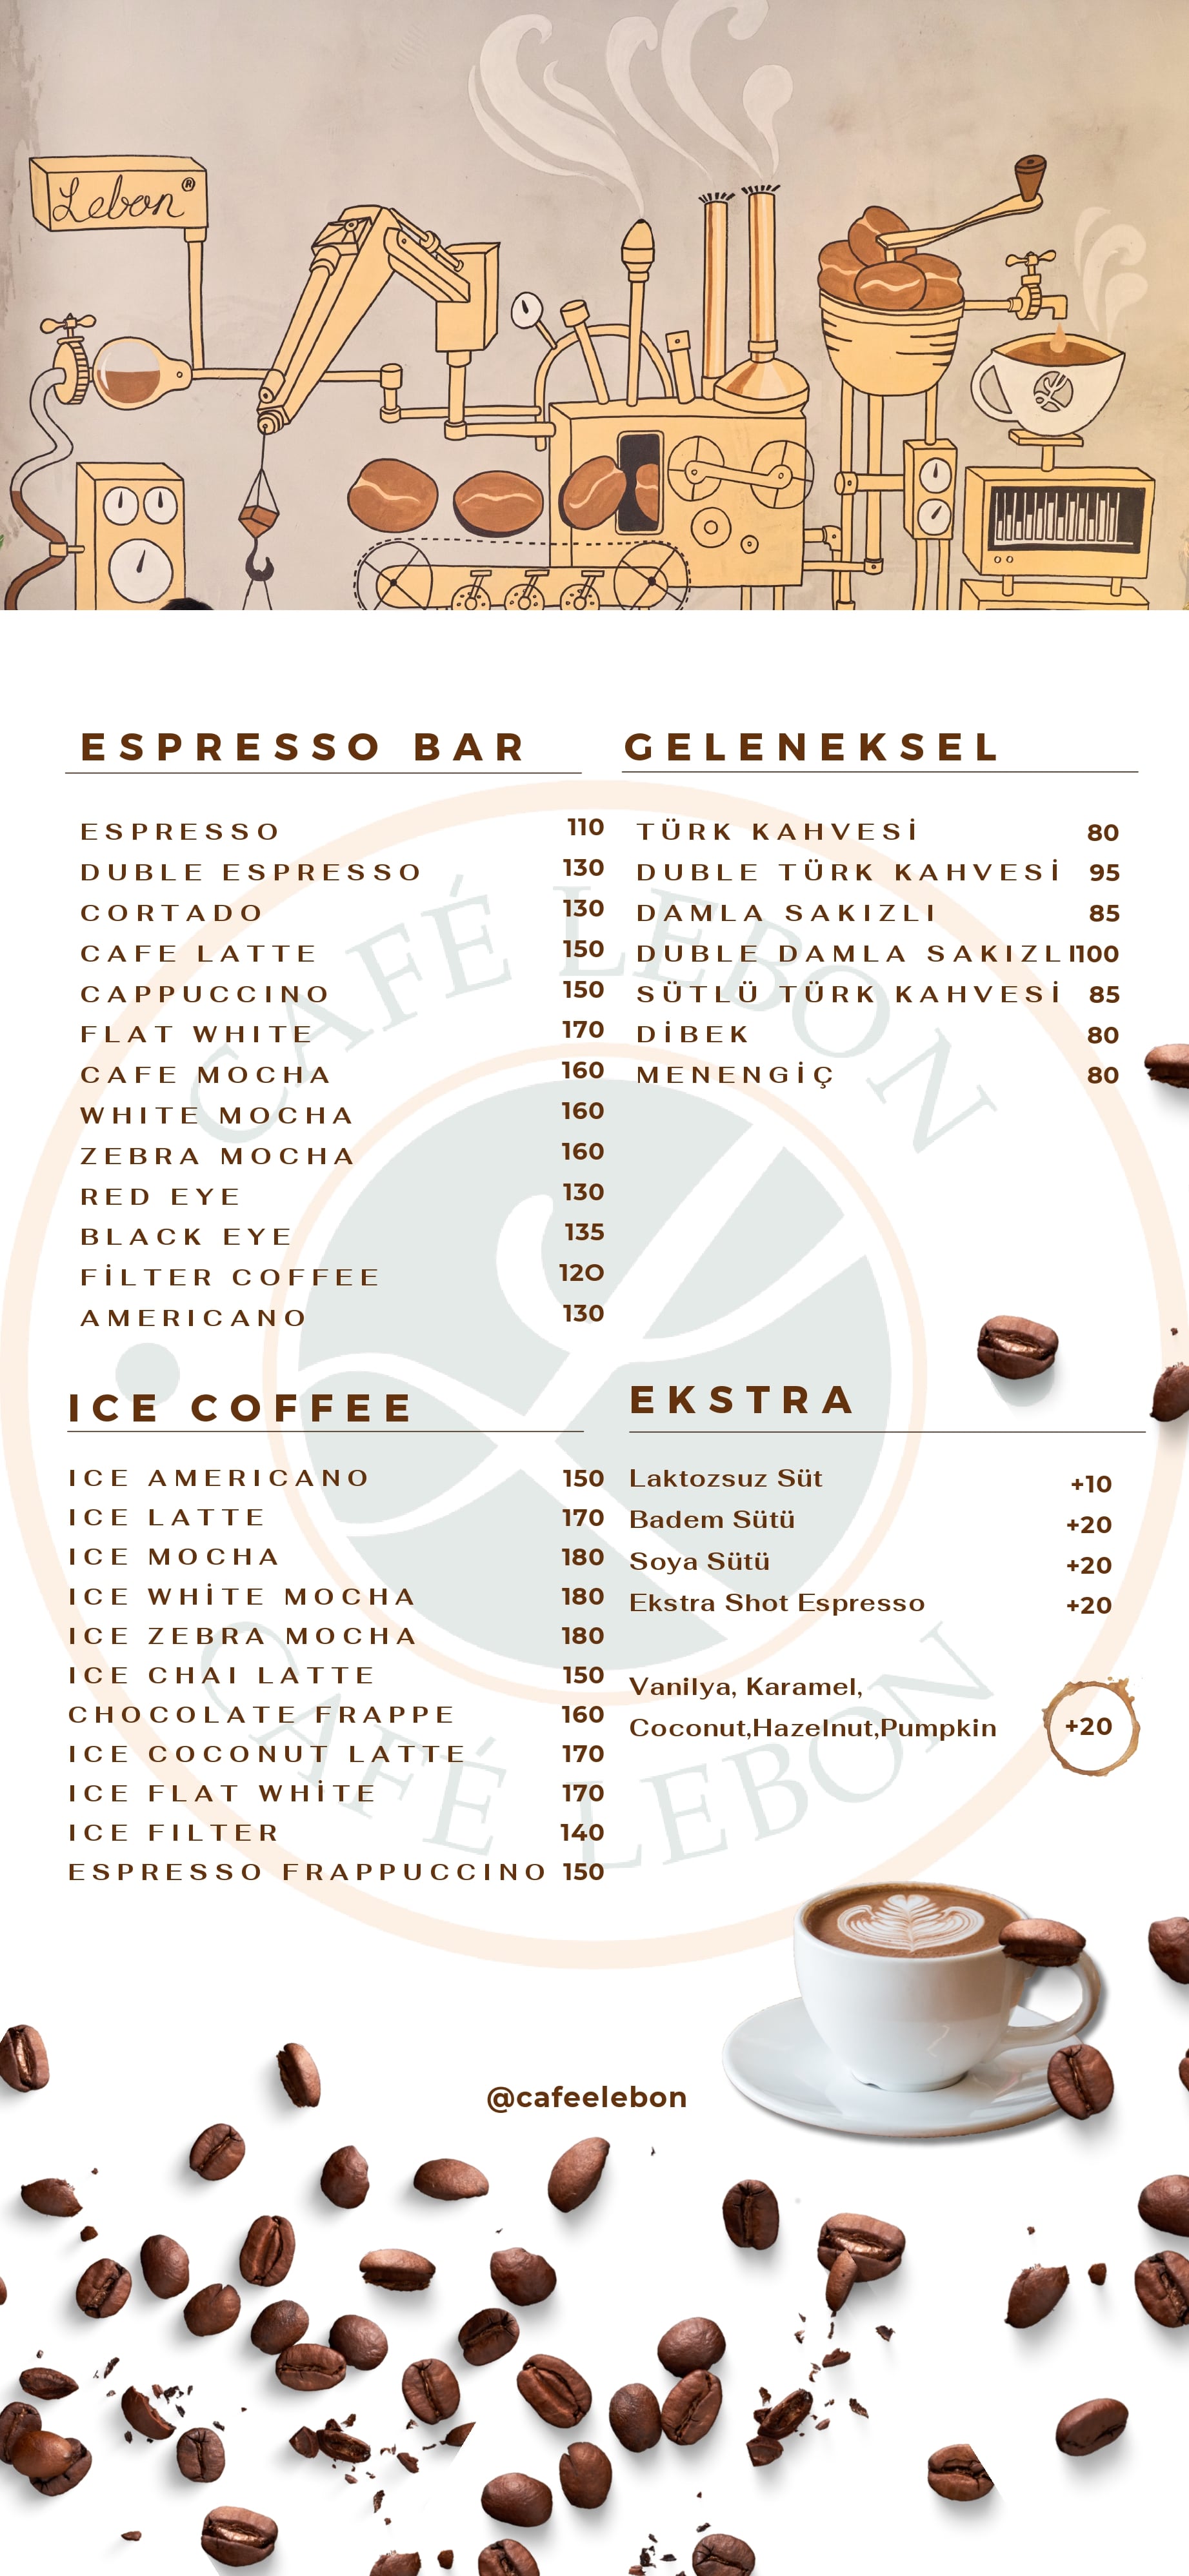 Lebon®
ESPRESSO BAR
ESPRESSO 110
DUBLE ESPRESSO 130
CORTADO 130
CAFE LATTE 150
CAPPUCCINO 150
FLAT WHITE 170
CAFE MOCHA 160
WHITE MOCHA 160
ZEBRA MOCHA 160
RED EYE 130
BLACK EYE 135
FİLTER COFFEE 12O
AMERICANO 130
GELENEKSEL
TÜRK KAHVESİ 80
DUBLE TÜRK KAHVESİ 95
DAMLA SAKIZLI 85
DUBLE DAMLA SAKIZLI 100
SÜTLÜ TÜRK KAHVESİ 85
DİBEK 80
MENENGİÇ 80
ICE COFFEE
ICE AMERICANO 150
ICE LATTE 170
ICE MOCHA 180
ICE WHİTE MOCHA 180
ICE ZEBRA MOCHA 180
ICE CHAI LATTE 150
CHOCOLATE FRAPPE 160
ICE COCONUT LATTE 170
ICE FLAT WHİTE 170
ICE FILTER 140
ESPRESSO FRAPPUCCINO 150
EKSTRA
Laktozsuz Süt +10
Badem Sütü +20
Soya Sütü +20
Ekstra Shot Espresso +20
Vanilya, Karamel,
Coconut,Hazelnut,Pumpkin +20
CAFÉ LEBON
CAFÉ LEBON
@cafeelebon